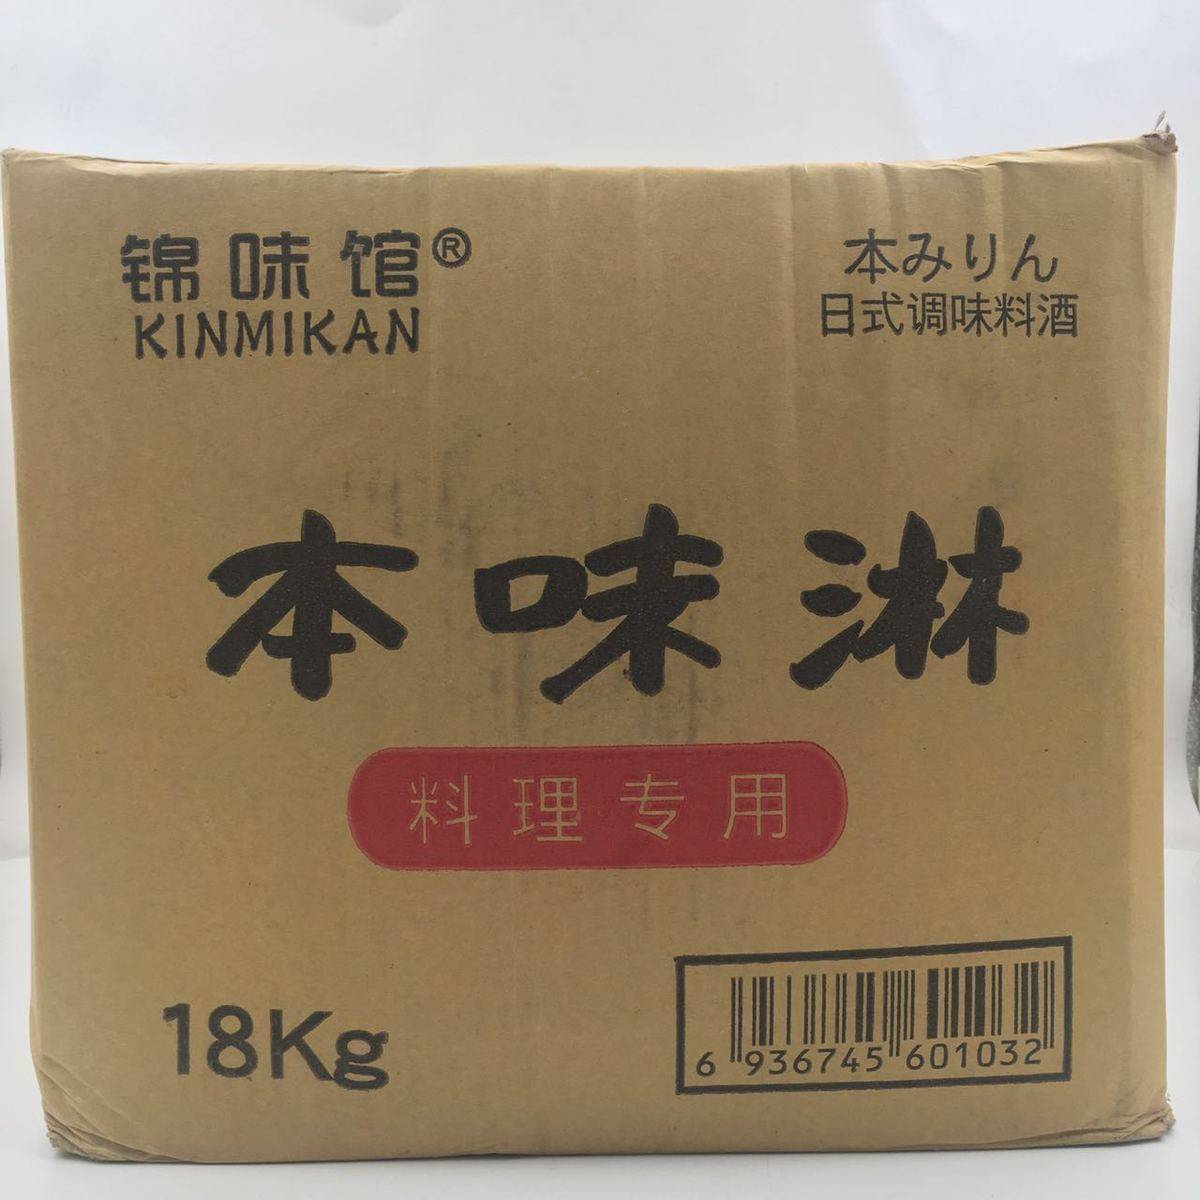 锦味馆®
KINMIKAN
本みりん
日式调味料酒
本味淋
料理专用
18Kg
6 936745 601032